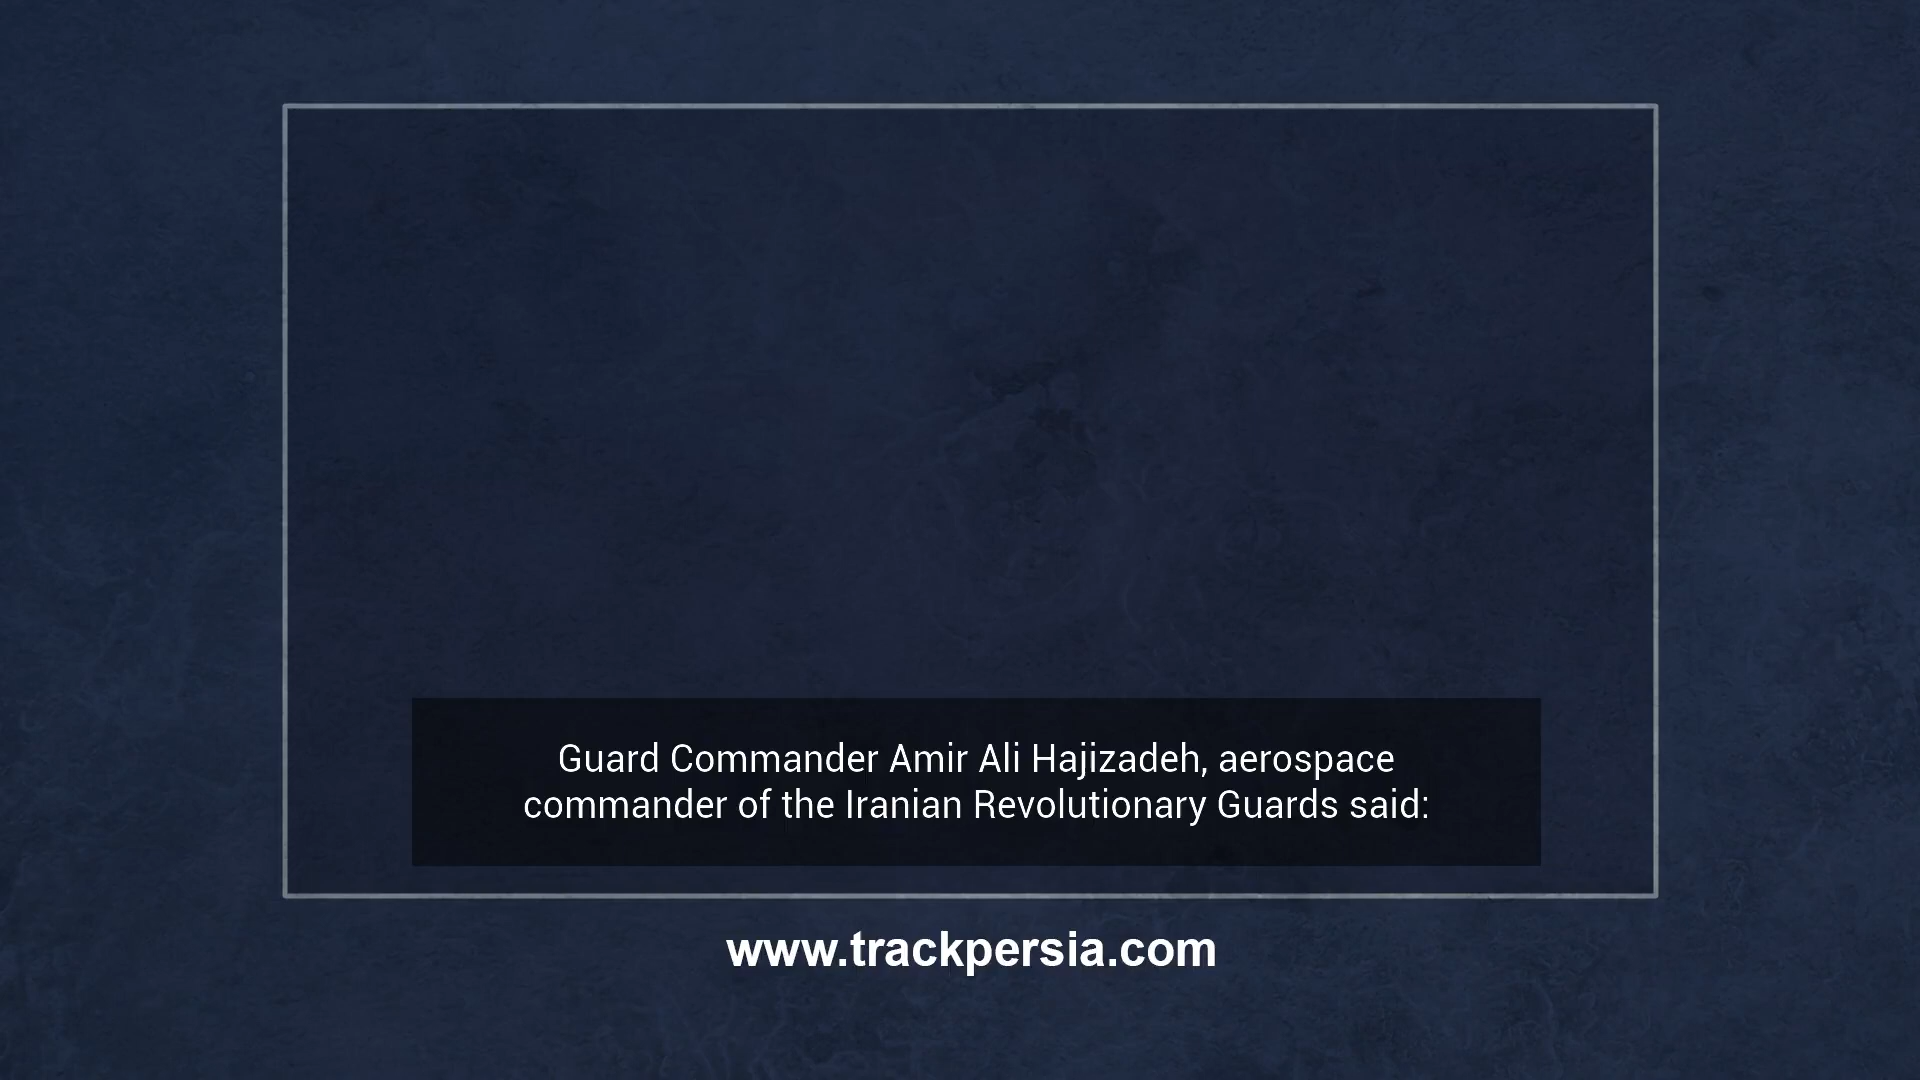 Guard Commander Amir Ali Hajizadeh, aerospace
commander of the Iranian Revolutionary Guards said:
www.trackpersia.com